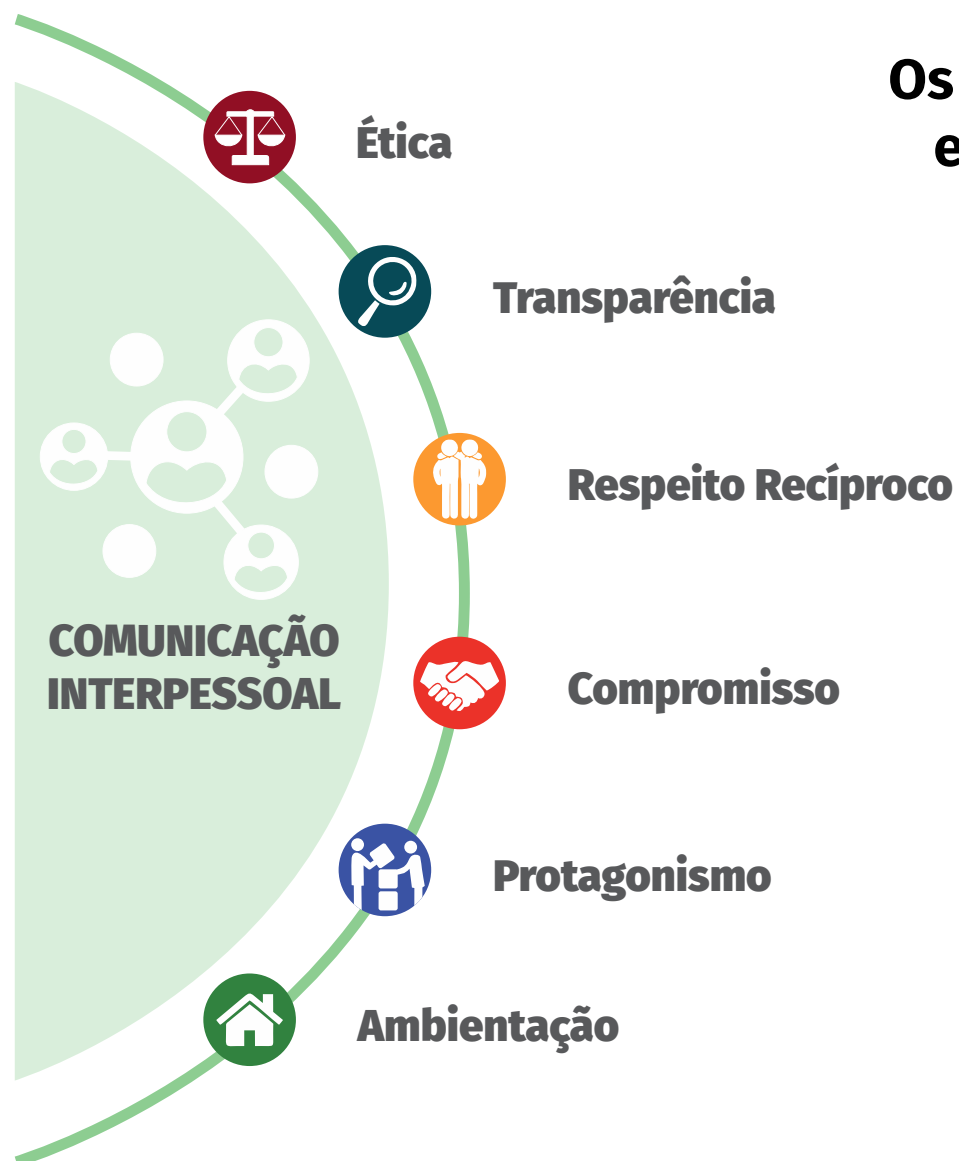 Os
e
Ética
Transparência
Respeito Recíproco
COMUNICAÇÃO
INTERPESSOAL
Compromisso
Protagonismo
Ambientação